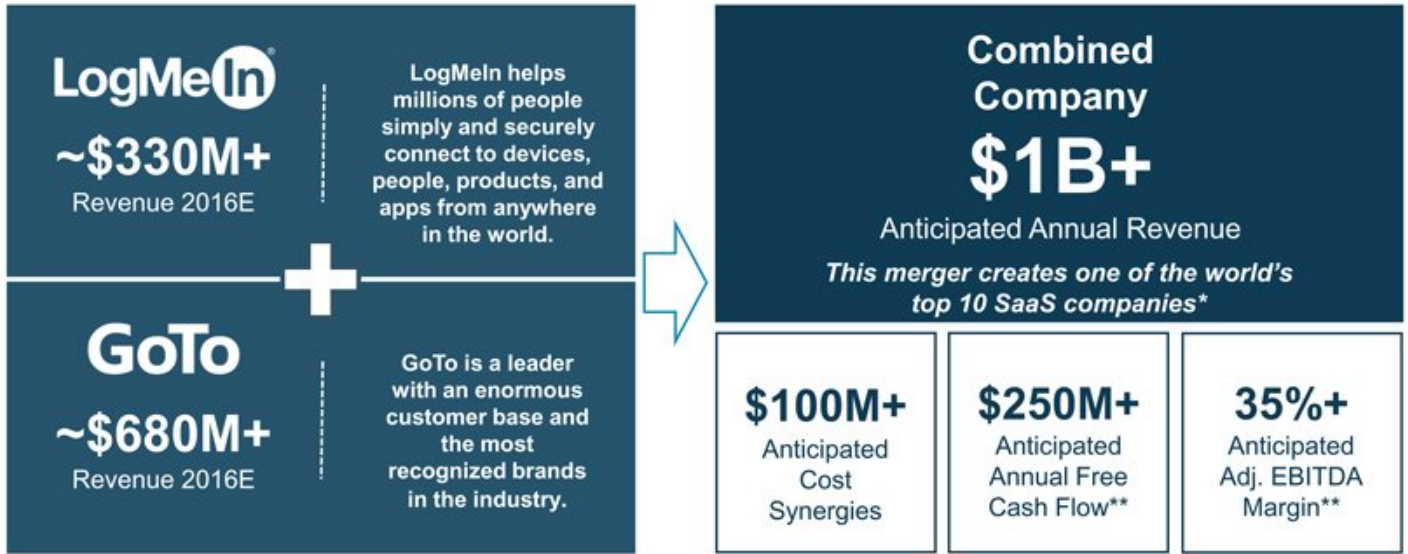 LogMeIn®
~$330M+
Revenue 2016E
LogMeIn helps
millions of people
simply and securely
connect to devices,
people, products, and
apps from anywhere
in the world.
GoTo
~$680M+
Revenue 2016E
GoTo is a leader
with an enormous
customer base and
the most
recognized brands
in the industry.
Combined
Company
$1B+
Anticipated Annual Revenue
This merger creates one of the world's
top 10 SaaS companies*
$100M+
Anticipated
Cost
Synergies
$250M+
Anticipated
Annual Free
Cash Flow**
35%+
Anticipated
Adj. EBITDA
Margin**